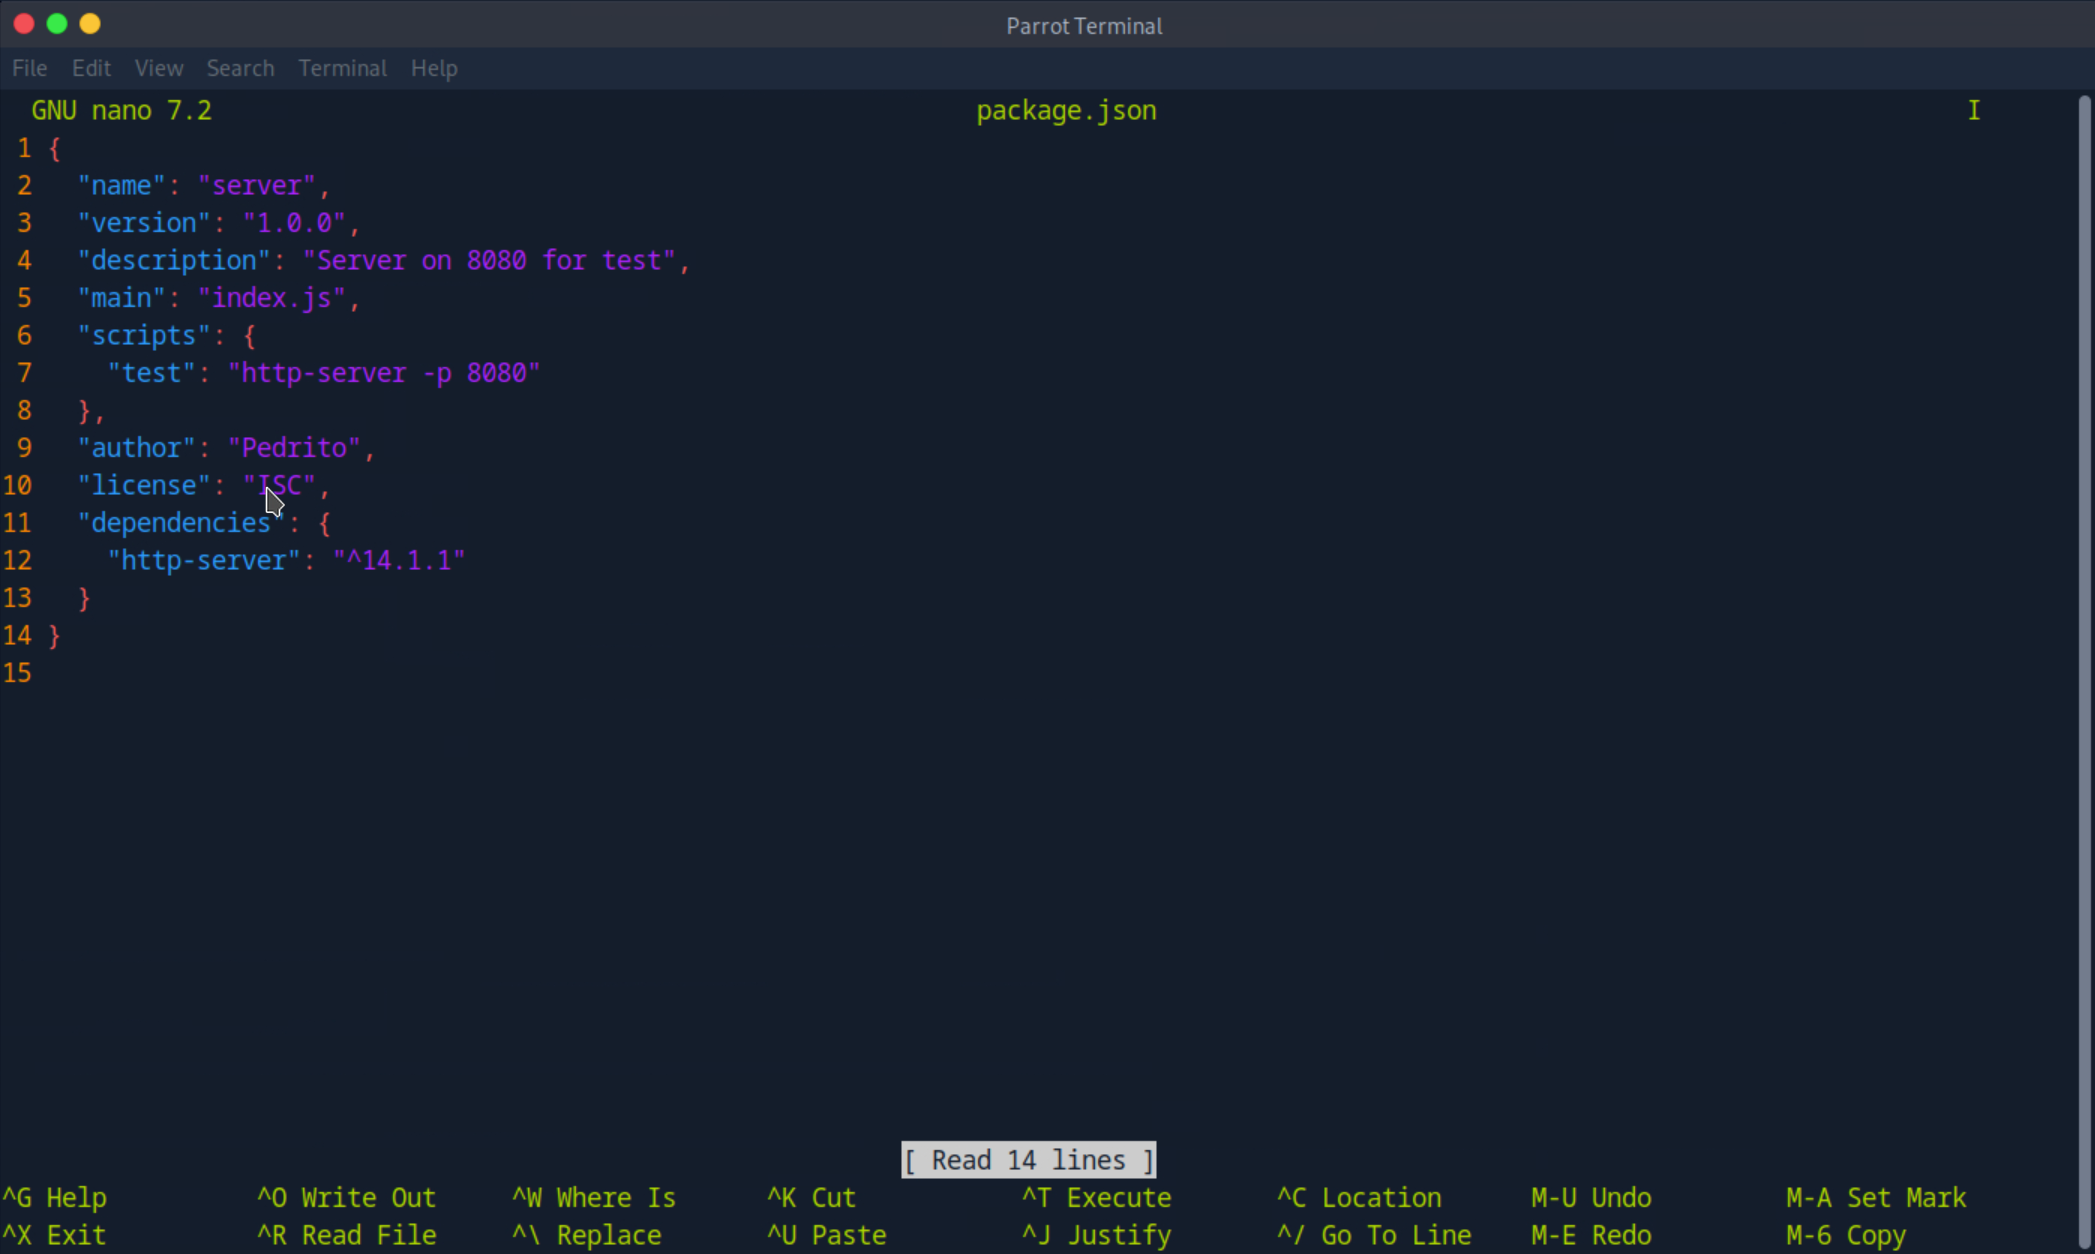 Parrot Terminal
File Edit View Search Terminal Help
GNU nano 7.2 package.json I
1 {
2 "name": "server",
3 "version": "1.0.0",
4 "description": "Server on 8080 for test",
5 "main": "index.js",
6 "scripts": {
7 "test": "http-server -p 8080"
8 },
9 "author": "Pedrito",
10 "license": "ISC",
11 "dependencies": {
12 "http-server": "^14.1.1"
13 }
14 }
15
[ Read 14 lines ]
^G Help ^O Write Out ^W Where Is ^K Cut ^T Execute ^C Location M-U Undo M-A Set Mark
^X Exit ^R Read File ^\ Replace ^U Paste ^J Justify ^/ Go To Line M-E Redo M-6 Copy